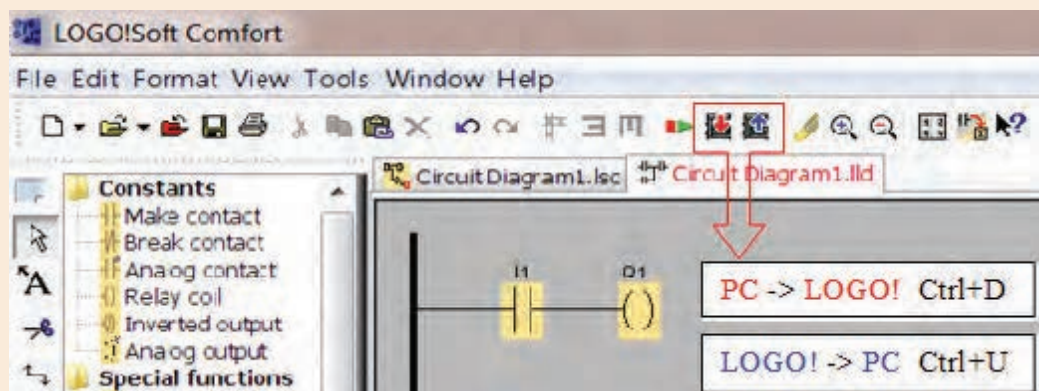 LOGO!Soft Comfort
File Edit Format View Tools Window Help
Circuit Diagram1.lsc Circuit Diagram1.lld
Constants
Make contact
Break contact
Analog contact
Relay coil
Inverted output
Analog output
Special functions
I1 Q1
PC -> LOGO! Ctrl+D
LOGO! -> PC Ctrl+U